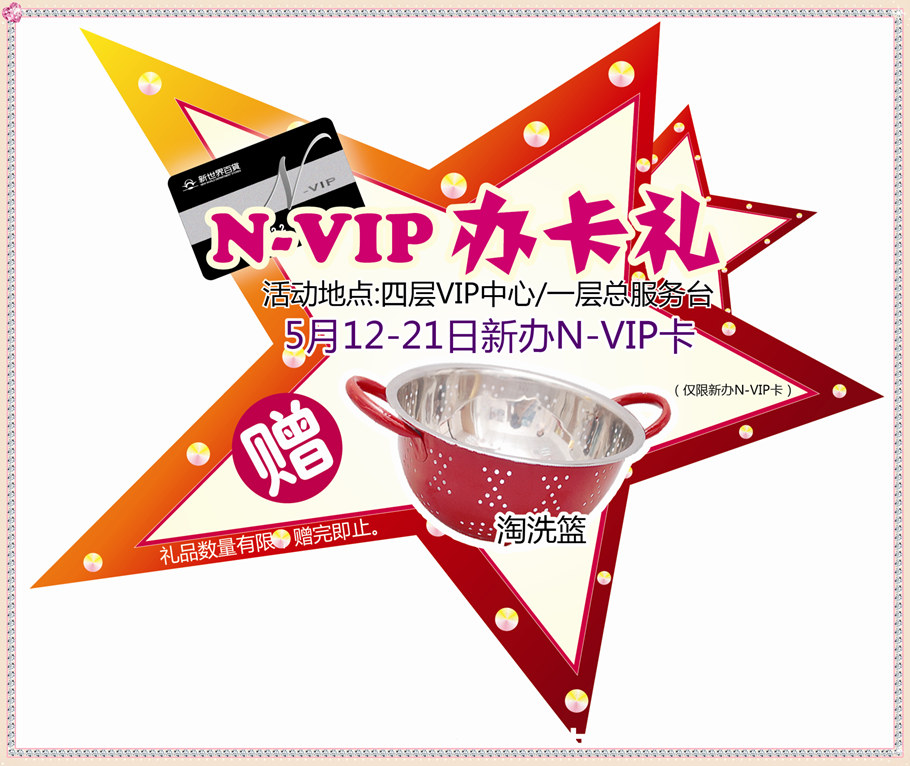 新世界百貨
N-VIP
N-VIP 办卡礼
活动地点:四层VIP中心/一层总服务台
5月12-21日新办N-VIP卡
(仅限新办N-VIP卡)
赠
淘洗篮
礼品数量有限,赠完即止。